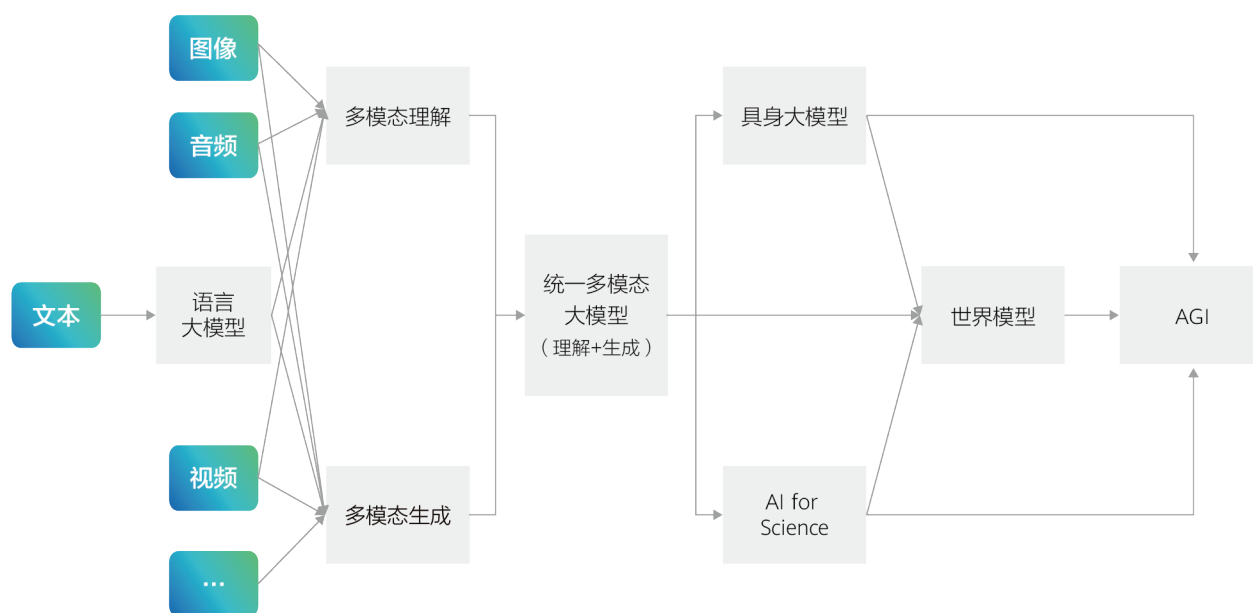 图像
音频
文本
视频
…
语言
大模型
多模态理解
多模态生成
统一多模态
大模型
（理解+生成）
具身大模型
AI for
Science
世界模型
AGI